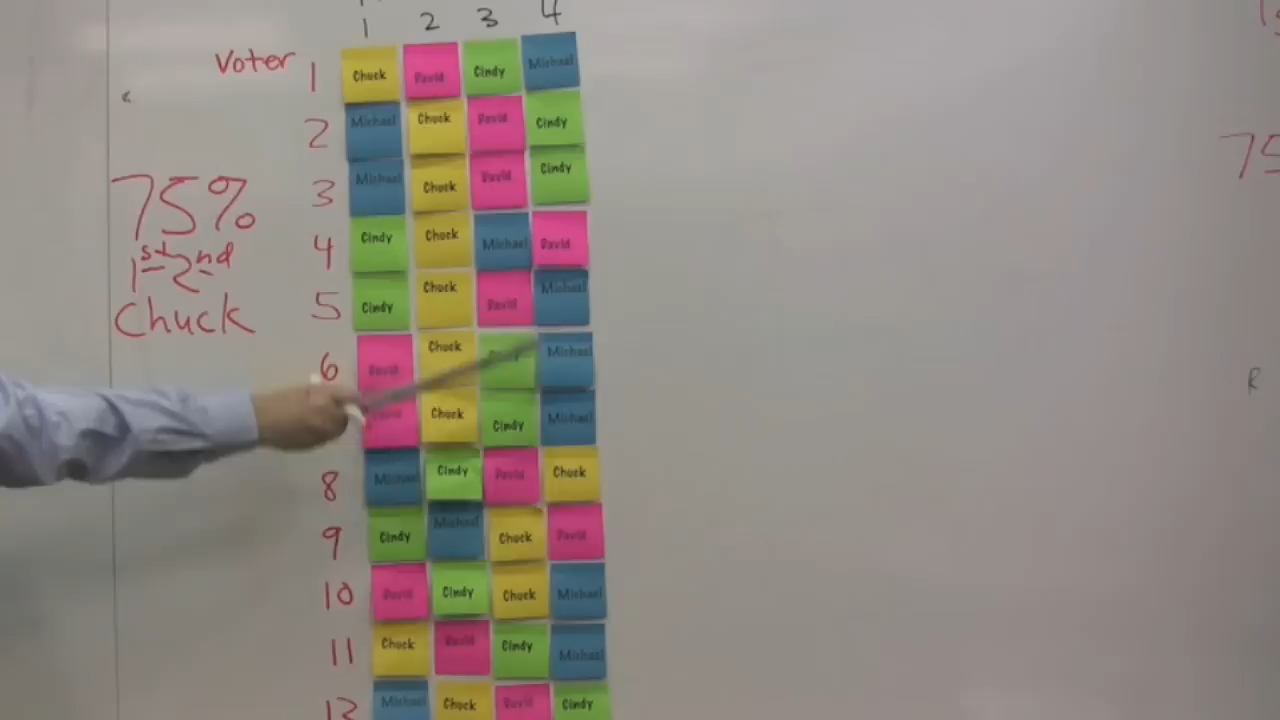 1 2 3 4
Voter 1 Chuck David Cindy Michael
2 Michael Chuck David Cindy
3 Michael Chuck David Cindy
75%
4 Cindy Chuck Michael David
1st 2nd
5 Cindy Chuck David Michael
Chuck
6 David Chuck Michael
Chuck Cindy Michael
8 Michael Cindy David Chuck
9 Cindy Michael Chuck David
10 David Cindy Chuck Michael
11 Chuck David Cindy Michael
Michael Chuck David Cindy
75
R